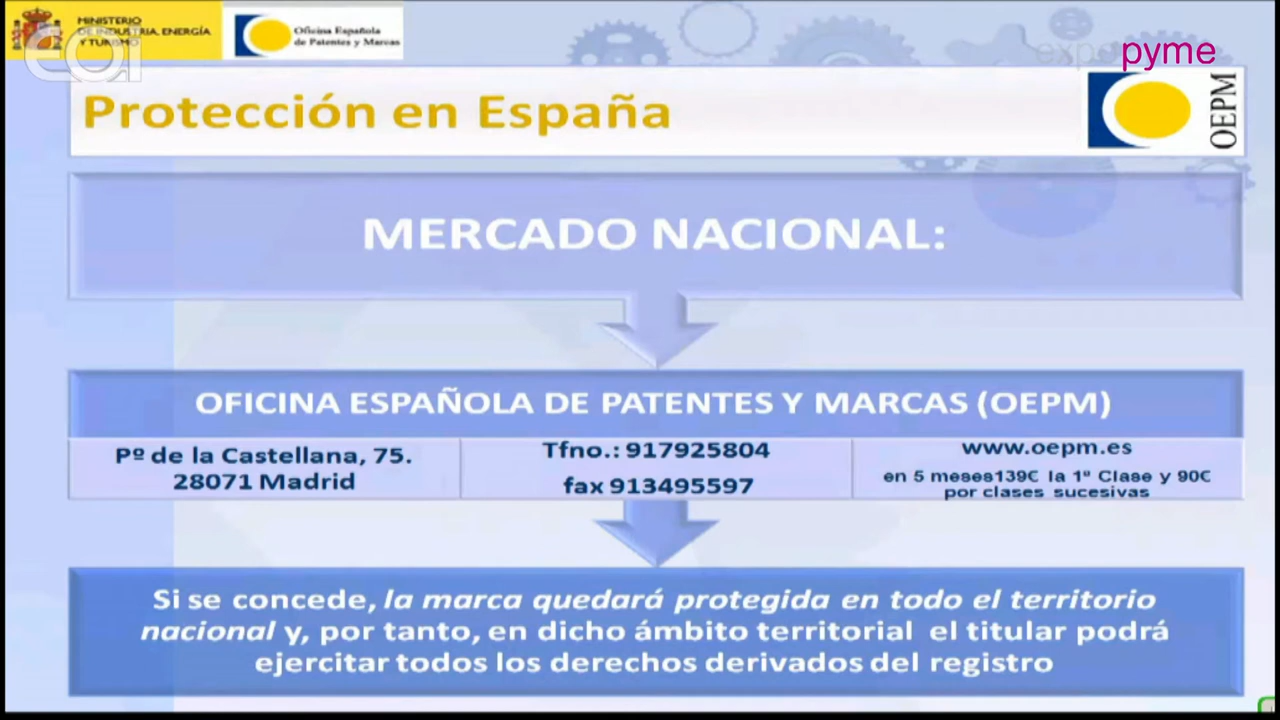 MINISTERIO
DE INDUSTRIA, ENERGÍA
Y TURISMO
Oficina Española
de Patentes y Marcas
eoi
expopyme
Protección en España
OEPM
MERCADO NACIONAL:
OFICINA ESPAÑOLA DE PATENTES Y MARCAS (OEPM)
Pº de la Castellana, 75.
28071 Madrid
Tfno.: 917925804
fax 913495597
www.oepm.es
en 5 meses139€ la 1ª Clase y 90€
por clases sucesivas
Si se concede, la marca quedará protegida en todo el territorio
nacional y, por tanto, en dicho ámbito territorial el titular podrá
ejercitar todos los derechos derivados del registro